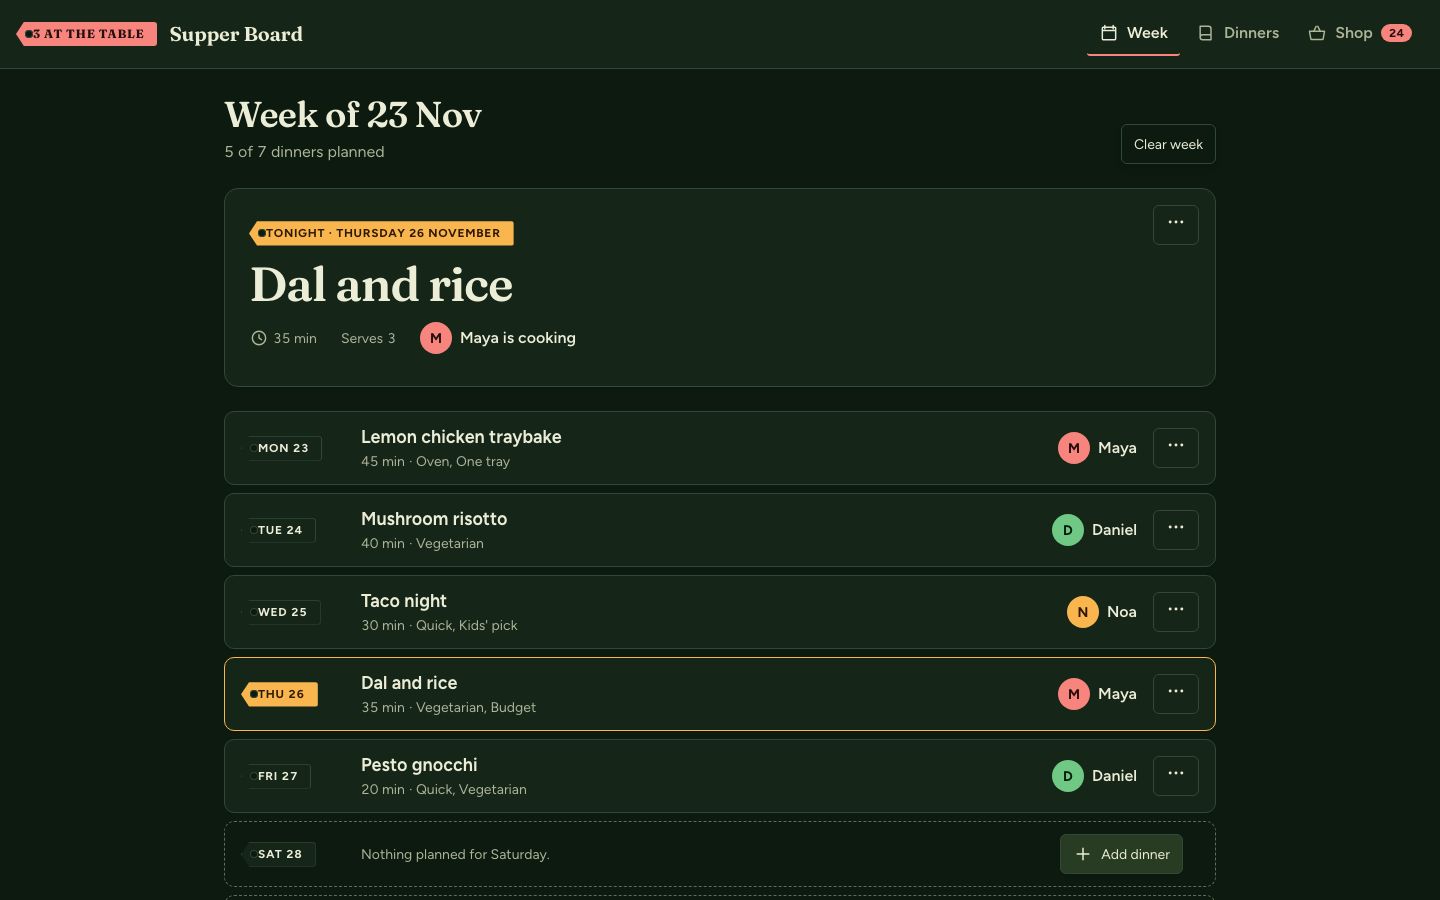 3 AT THE TABLE Supper Board Week Dinners Shop 24
Week of 23 Nov
5 of 7 dinners planned
Clear week
TONIGHT · THURSDAY 26 NOVEMBER
...
Dal and rice
35 min Serves 3 M Maya is cooking
MON 23 Lemon chicken traybake M Maya ...
45 min · Oven, One tray
TUE 24 Mushroom risotto D Daniel ...
40 min · Vegetarian
WED 25 Taco night N Noa ...
30 min · Quick, Kids' pick
THU 26 Dal and rice M Maya ...
35 min · Vegetarian, Budget
FRI 27 Pesto gnocchi D Daniel ...
20 min · Quick, Vegetarian
SAT 28 Nothing planned for Saturday. + Add dinner